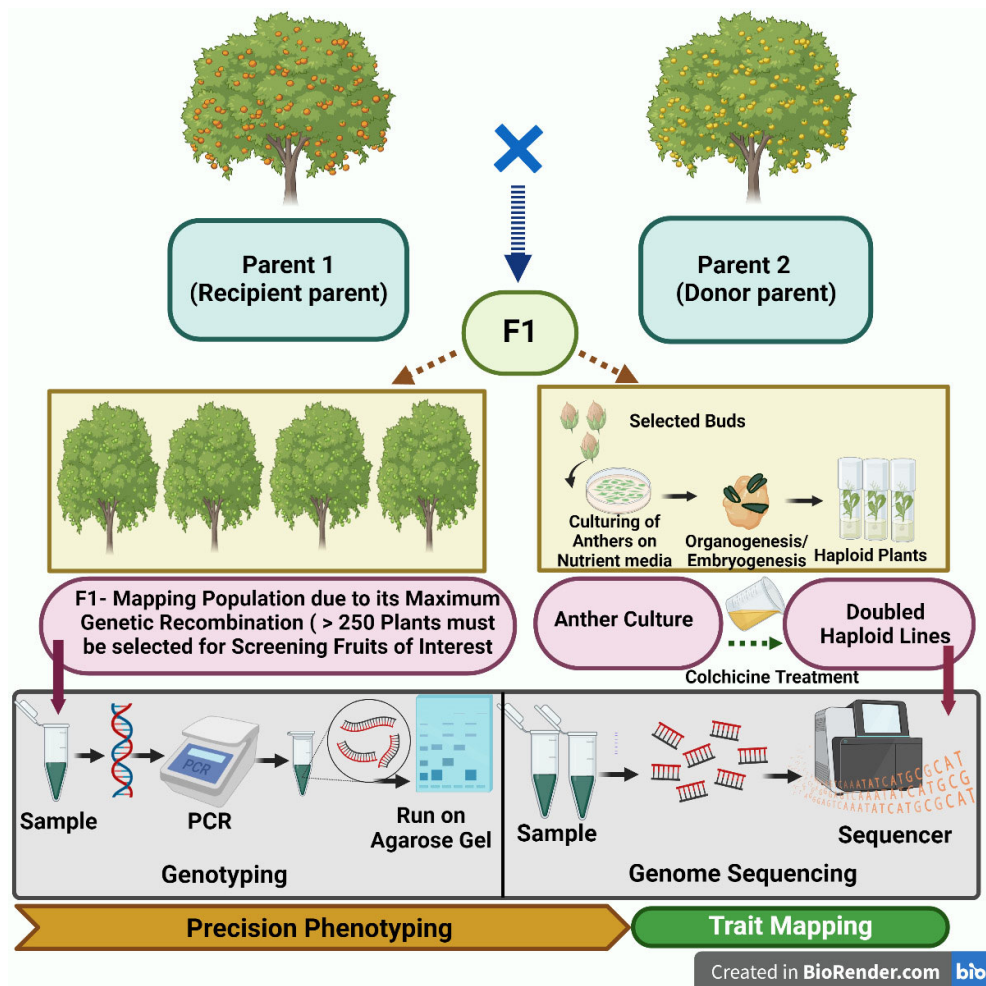 Parent 1
(Recipient parent)
Parent 2
(Donor parent)
F1
Selected Buds
Culturing of
Anthers on
Nutrient media
Organogenesis/
Embryogenesis
Haploid Plants
F1- Mapping Population due to its Maximum
Genetic Recombination ( > 250 Plants must
be selected for Screening Fruits of Interest
Anther Culture
Colchicine Treatment
Doubled
Haploid Lines
Sample
PCR
PCR
Run on
Agarose Gel
Genotyping
Sample
Sequencer
Genome Sequencing
Precision Phenotyping
Trait Mapping
Created in BioRender.com
bio